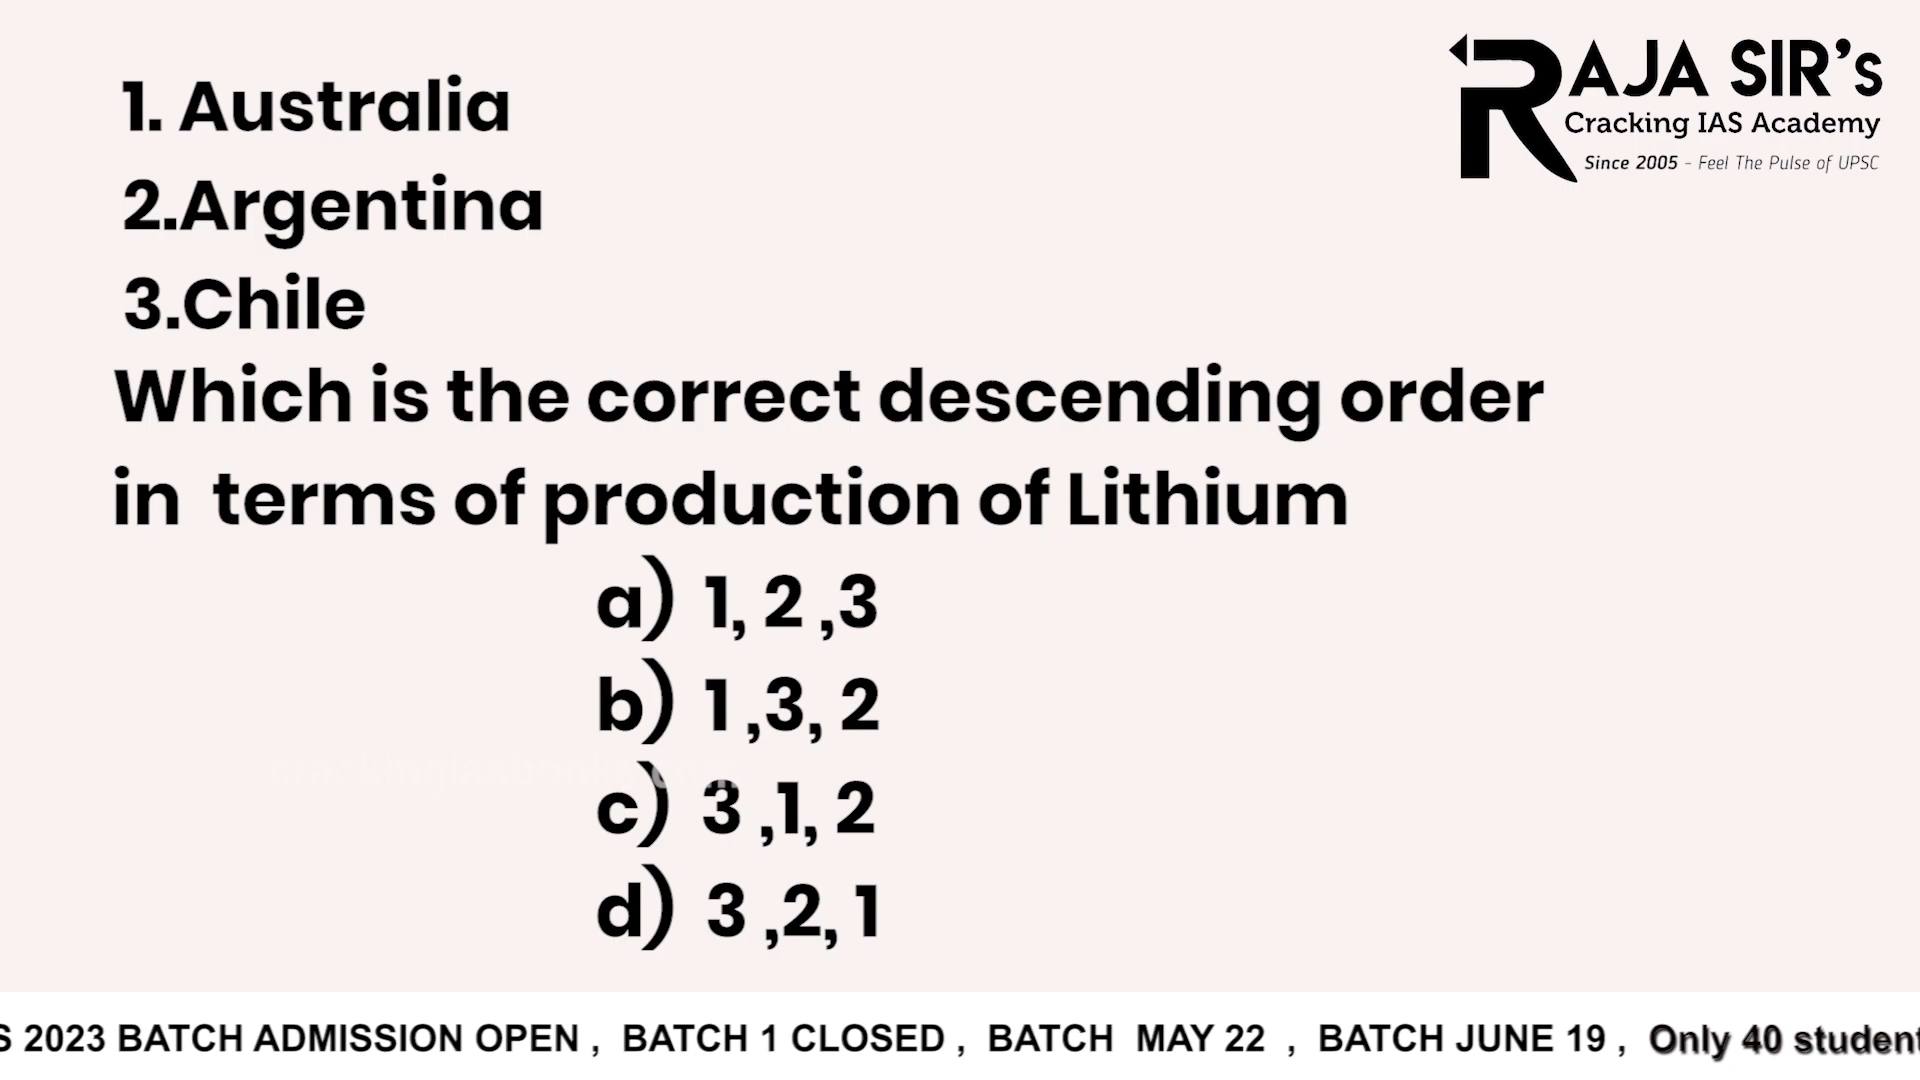 1. Australia
2.Argentina
3.Chile
Which is the correct descending order
in terms of production of Lithium
a) 1, 2 ,3
b) 1 ,3, 2
c) 3 ,1, 2
d) 3 ,2, 1
RAJA SIR's
Cracking IAS Academy
Since 2005 - Feel The Pulse of UPSC
S 2023 BATCH ADMISSION OPEN , BATCH 1 CLOSED , BATCH MAY 22 , BATCH JUNE 19 , Only 40 student